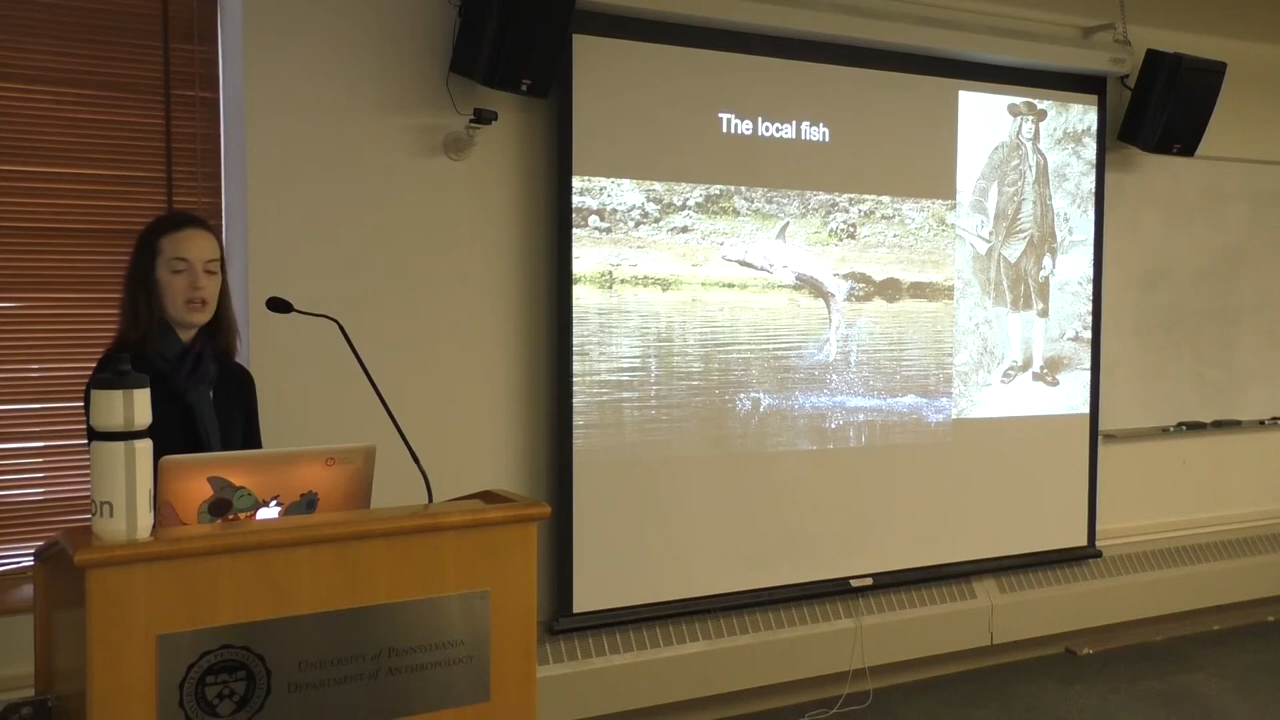 The local fish
on
UNIVERSITY of PENNSYLVANIA
DEPARTMENT of ANTHROPOLOGY